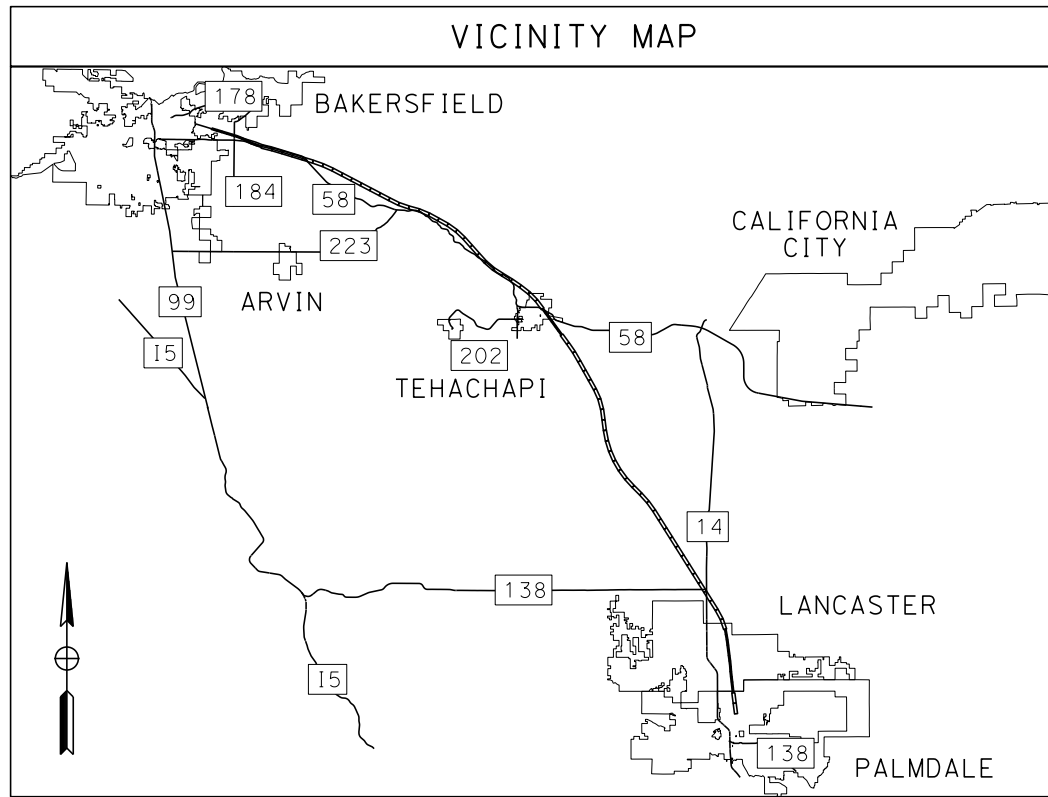 VICINITY MAP
178
BAKERSFIELD
184
58
223
CALIFORNIA
CITY
99
ARVIN
I5
58
202
TEHACHAPI
14
138
LANCASTER
I5
138
PALMDALE